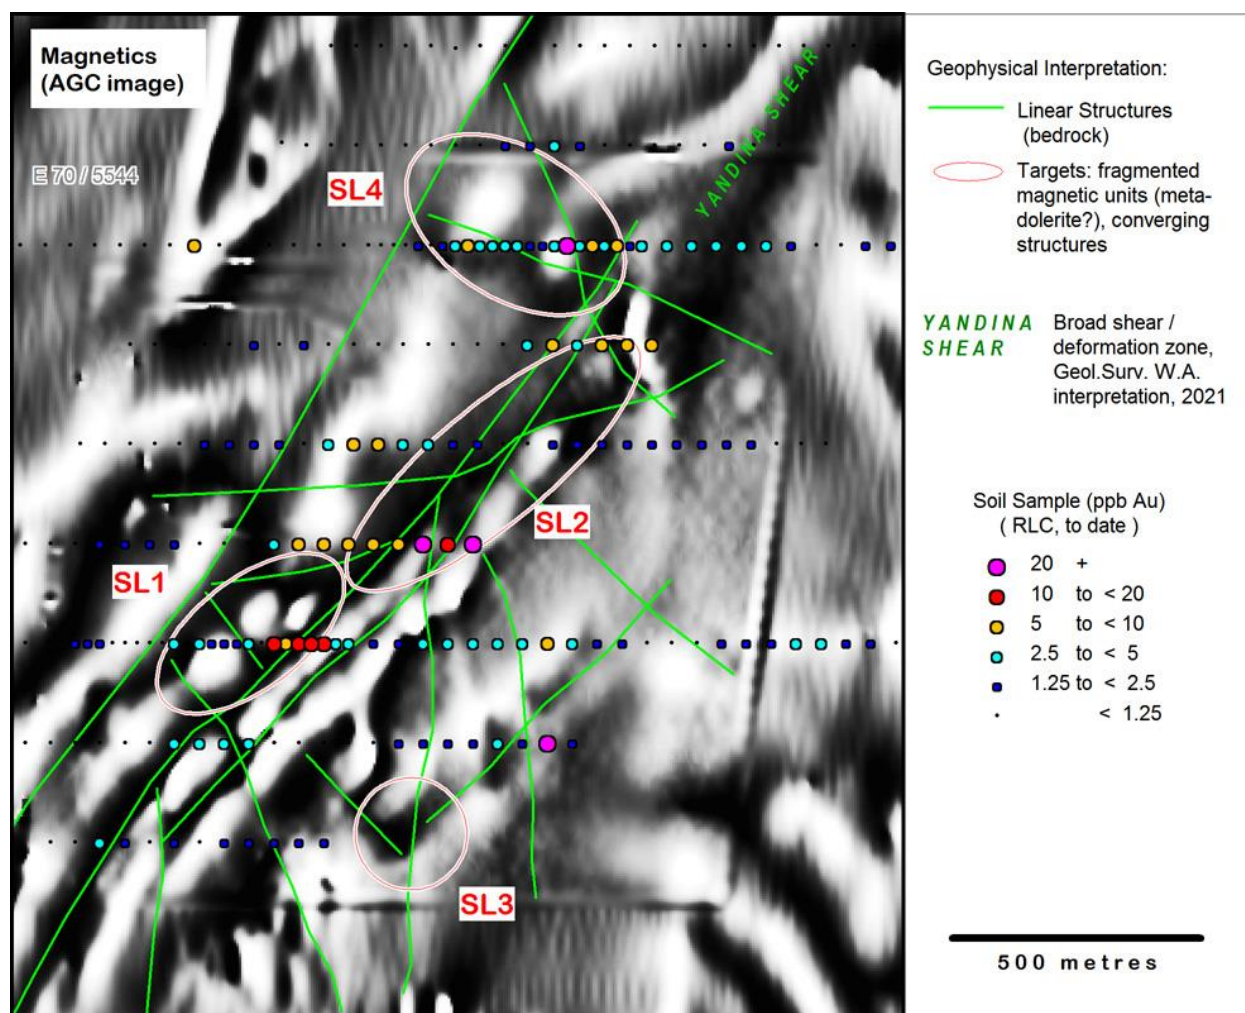 Magnetics
(AGC image)
E 70 / 5544
SL4
YANDINA SHEAR
SL2
SL1
SL3
Geophysical Interpretation:
Linear Structures
(bedrock)
Targets: fragmented
magnetic units (meta-
dolerite?), converging
structures
YANDINA
SHEAR
Broad shear /
deformation zone,
Geol.Surv. W.A.
interpretation, 2021
Soil Sample (ppb Au)
( RLC, to date )
20 +
10 to < 20
5 to < 10
2.5 to < 5
1.25 to < 2.5
< 1.25
500 metres